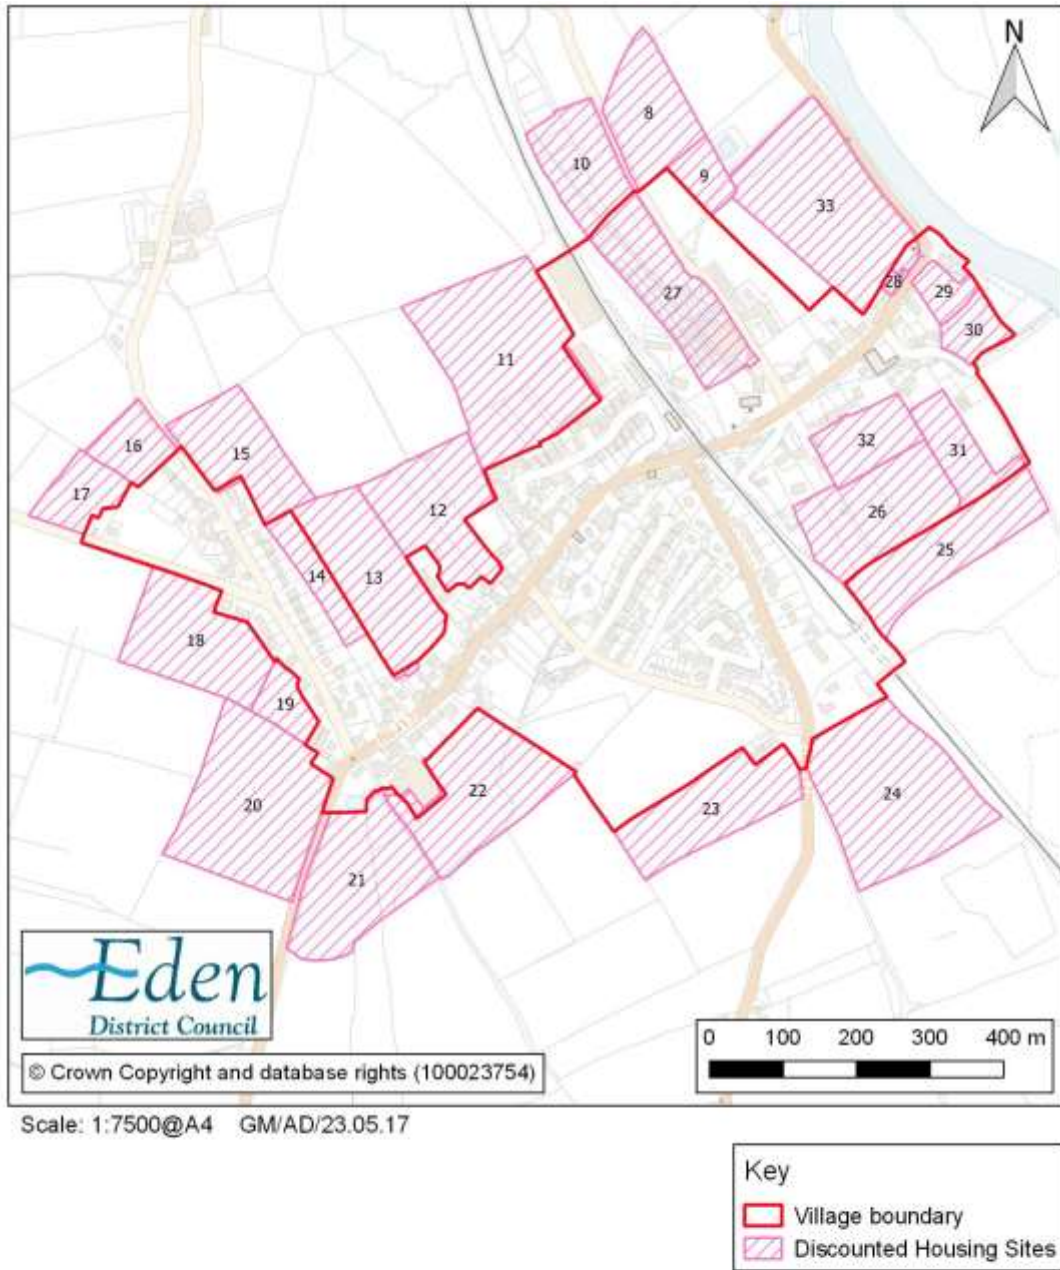 N
8
10
9
33
28
29
27
30
11
32
31
16
15
17
12
26
14
13
25
18
19
22
20
23
24
21
Eden
District Council
0 100 200 300 400 m
© Crown Copyright and database rights (100023754)
Scale: 1:7500@A4 GM/AD/23.05.17
Key
Village boundary
Discounted Housing Sites